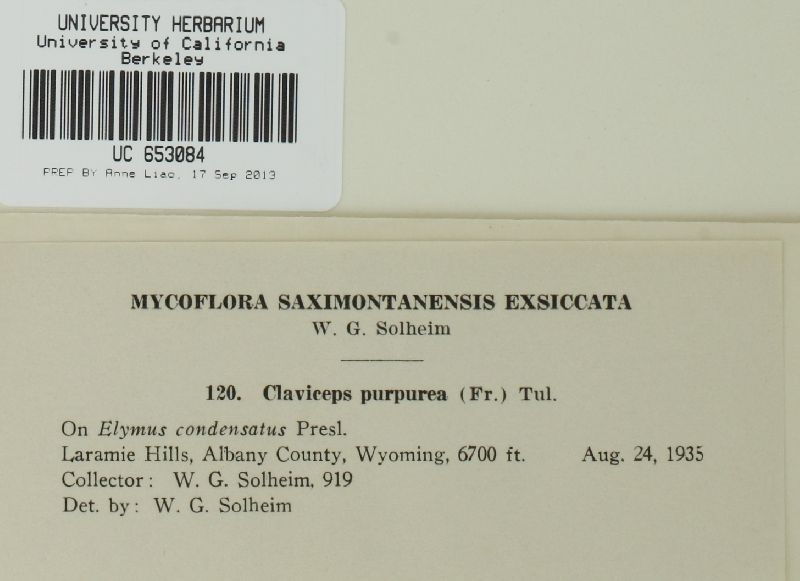 UNIVERSITY HERBARIUM
University of California
Berkeley
UC 653084
PREP BY Anne Liao, 17 Sep 2013
MYCOFLORA SAXIMONTANENSIS EXSICCATA
W. G. Solheim
120. Claviceps purpurea (Fr.) Tul.
On Elymus condensatus Presl.
Laramie Hills, Albany County, Wyoming, 6700 ft. Aug. 24, 1935
Collector: W. G. Solheim, 919
Det. by: W. G. Solheim